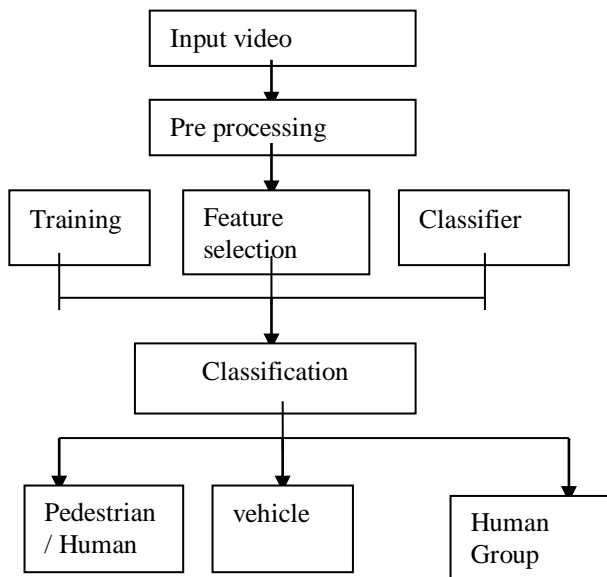 Input video
Pre processing
Training
Feature
selection
Classifier
Classification
Pedestrian
/ Human
vehicle
Human
Group